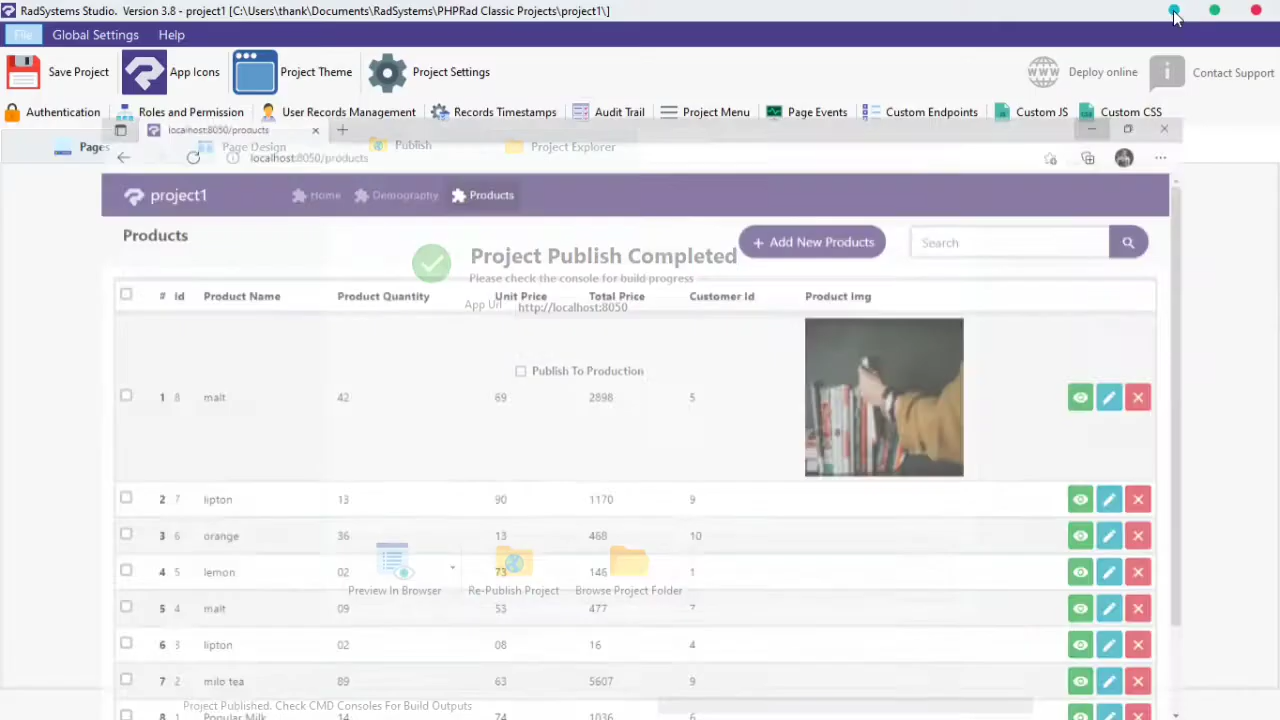 RadSystems Studio. Version 3.8 - project1 [C:\Users\thank\Documents\RadSystems\PHPRad Classic Projects\project1\]
File Global Settings Help
Save Project App Icons Project Theme Project Settings WWW Deploy online Contact Support
Authentication Roles and Permission User Records Management Records Timestamps Audit Trail Project Menu Page Events Custom Endpoints Custom JS Custom CSS
localhost:8050/products
Pages Page Design Publish Project Explorer
localhost:8050/products
project1 Home Demography Products
Products Add New Products Search
Project Publish Completed
Please check the console for build progress
# Id Product Name Product Quantity Unit Price Total Price Customer Id Product Img
App Url http://localhost:8050
Publish To Production
1 8 malt 42 69 2898 5
2 7 lipton 13 90 1170 9
3 6 orange 36 13 468 10
4 5 lemon 02 73 146 1
Preview In Browser Re-Publish Project Browse Project Folder
5 4 malt 09 53 477 7
6 3 lipton 02 08 16 4
7 2 milo tea 89 63 5607 9
Project Published. Check CMD Consoles For Build Outputs
8 1 Popular Milk 14 74 1036 6